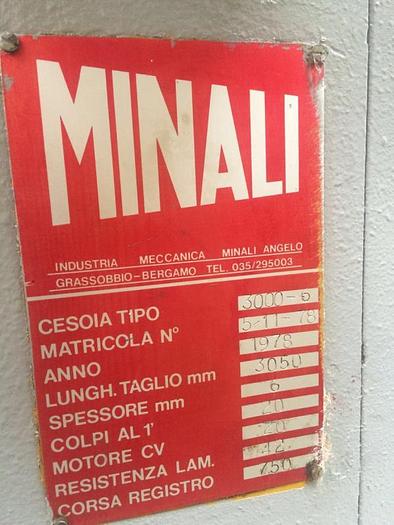 MINALI
INDUSTRIA MECCANICA MINALI ANGELO
GRASSOBBIO-BERGAMO TEL. 035/295003
CESOIA TIPO 3000-6
MATRICOLA N° 5-11-78
ANNO 1978
LUNGH. TAGLIO mm 3050
SPESSORE mm 6
COLPI AL 1' 20
MOTORE CV 20
RESISTENZA LAM. 42
CORSA REGISTRO 750